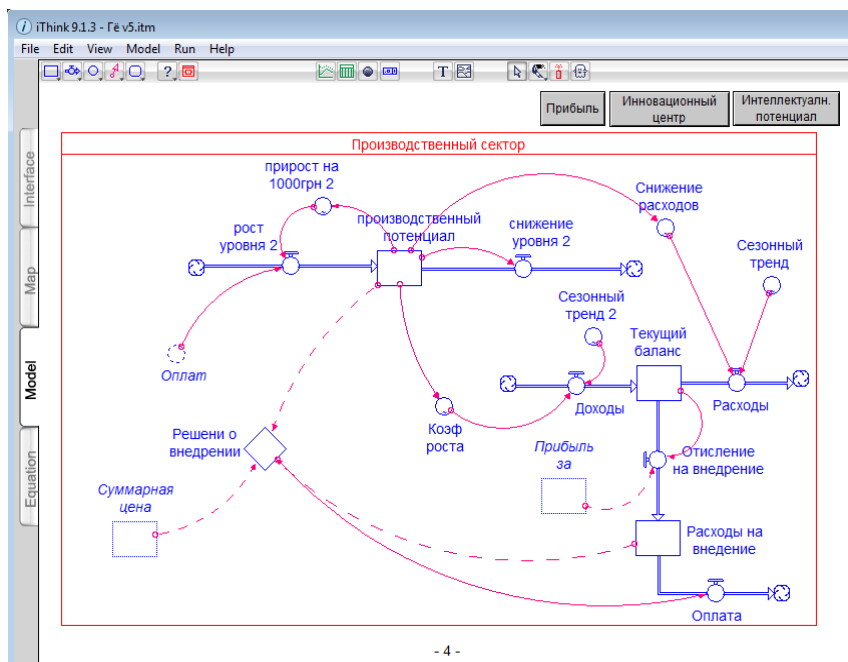 iThink 9.1.3 - Гё v5.itm
File Edit View Model Run Help
T
?
Прибыль
Инновационный
центр
Интеллектуалн.
потенциал
Interface
Map
Model
Equation
Производственный сектор
прирост на
1000грн 2
рост
уровня 2
производственный
потенциал
снижение
уровня 2
Снижение
расходов
Сезонный
тренд
Оплат
Сезонный
тренд 2
Текущий
баланс
Доходы
Расходы
Коэф
роста
Решени о
внедрении
Прибыль
за
Отисление
на внедрение
Суммарная
цена
Расходы на
внедение
Оплата
- 4 -